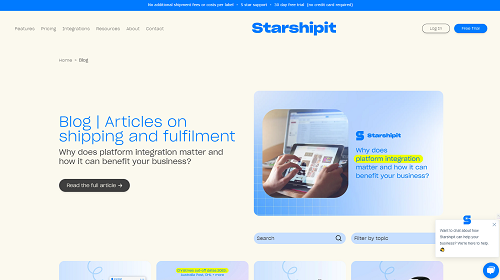 No additional shipment fees or costs per label • 5 star support • 30 day free trial (no credit card required)
Features Pricing Integrations Resources About Contact
Starshipit
Log In
Free Trial
Home • Blog
Blog | Articles on
shipping and fulfilment
Why does platform integration matter and
how it can benefit your business?
Read the full article →
Starshipit
Why does
platform integration
matter and how it can
benefit your business?
Search
Filter by topic
Want to chat about how
Starshipit can help your
business? We're here to help